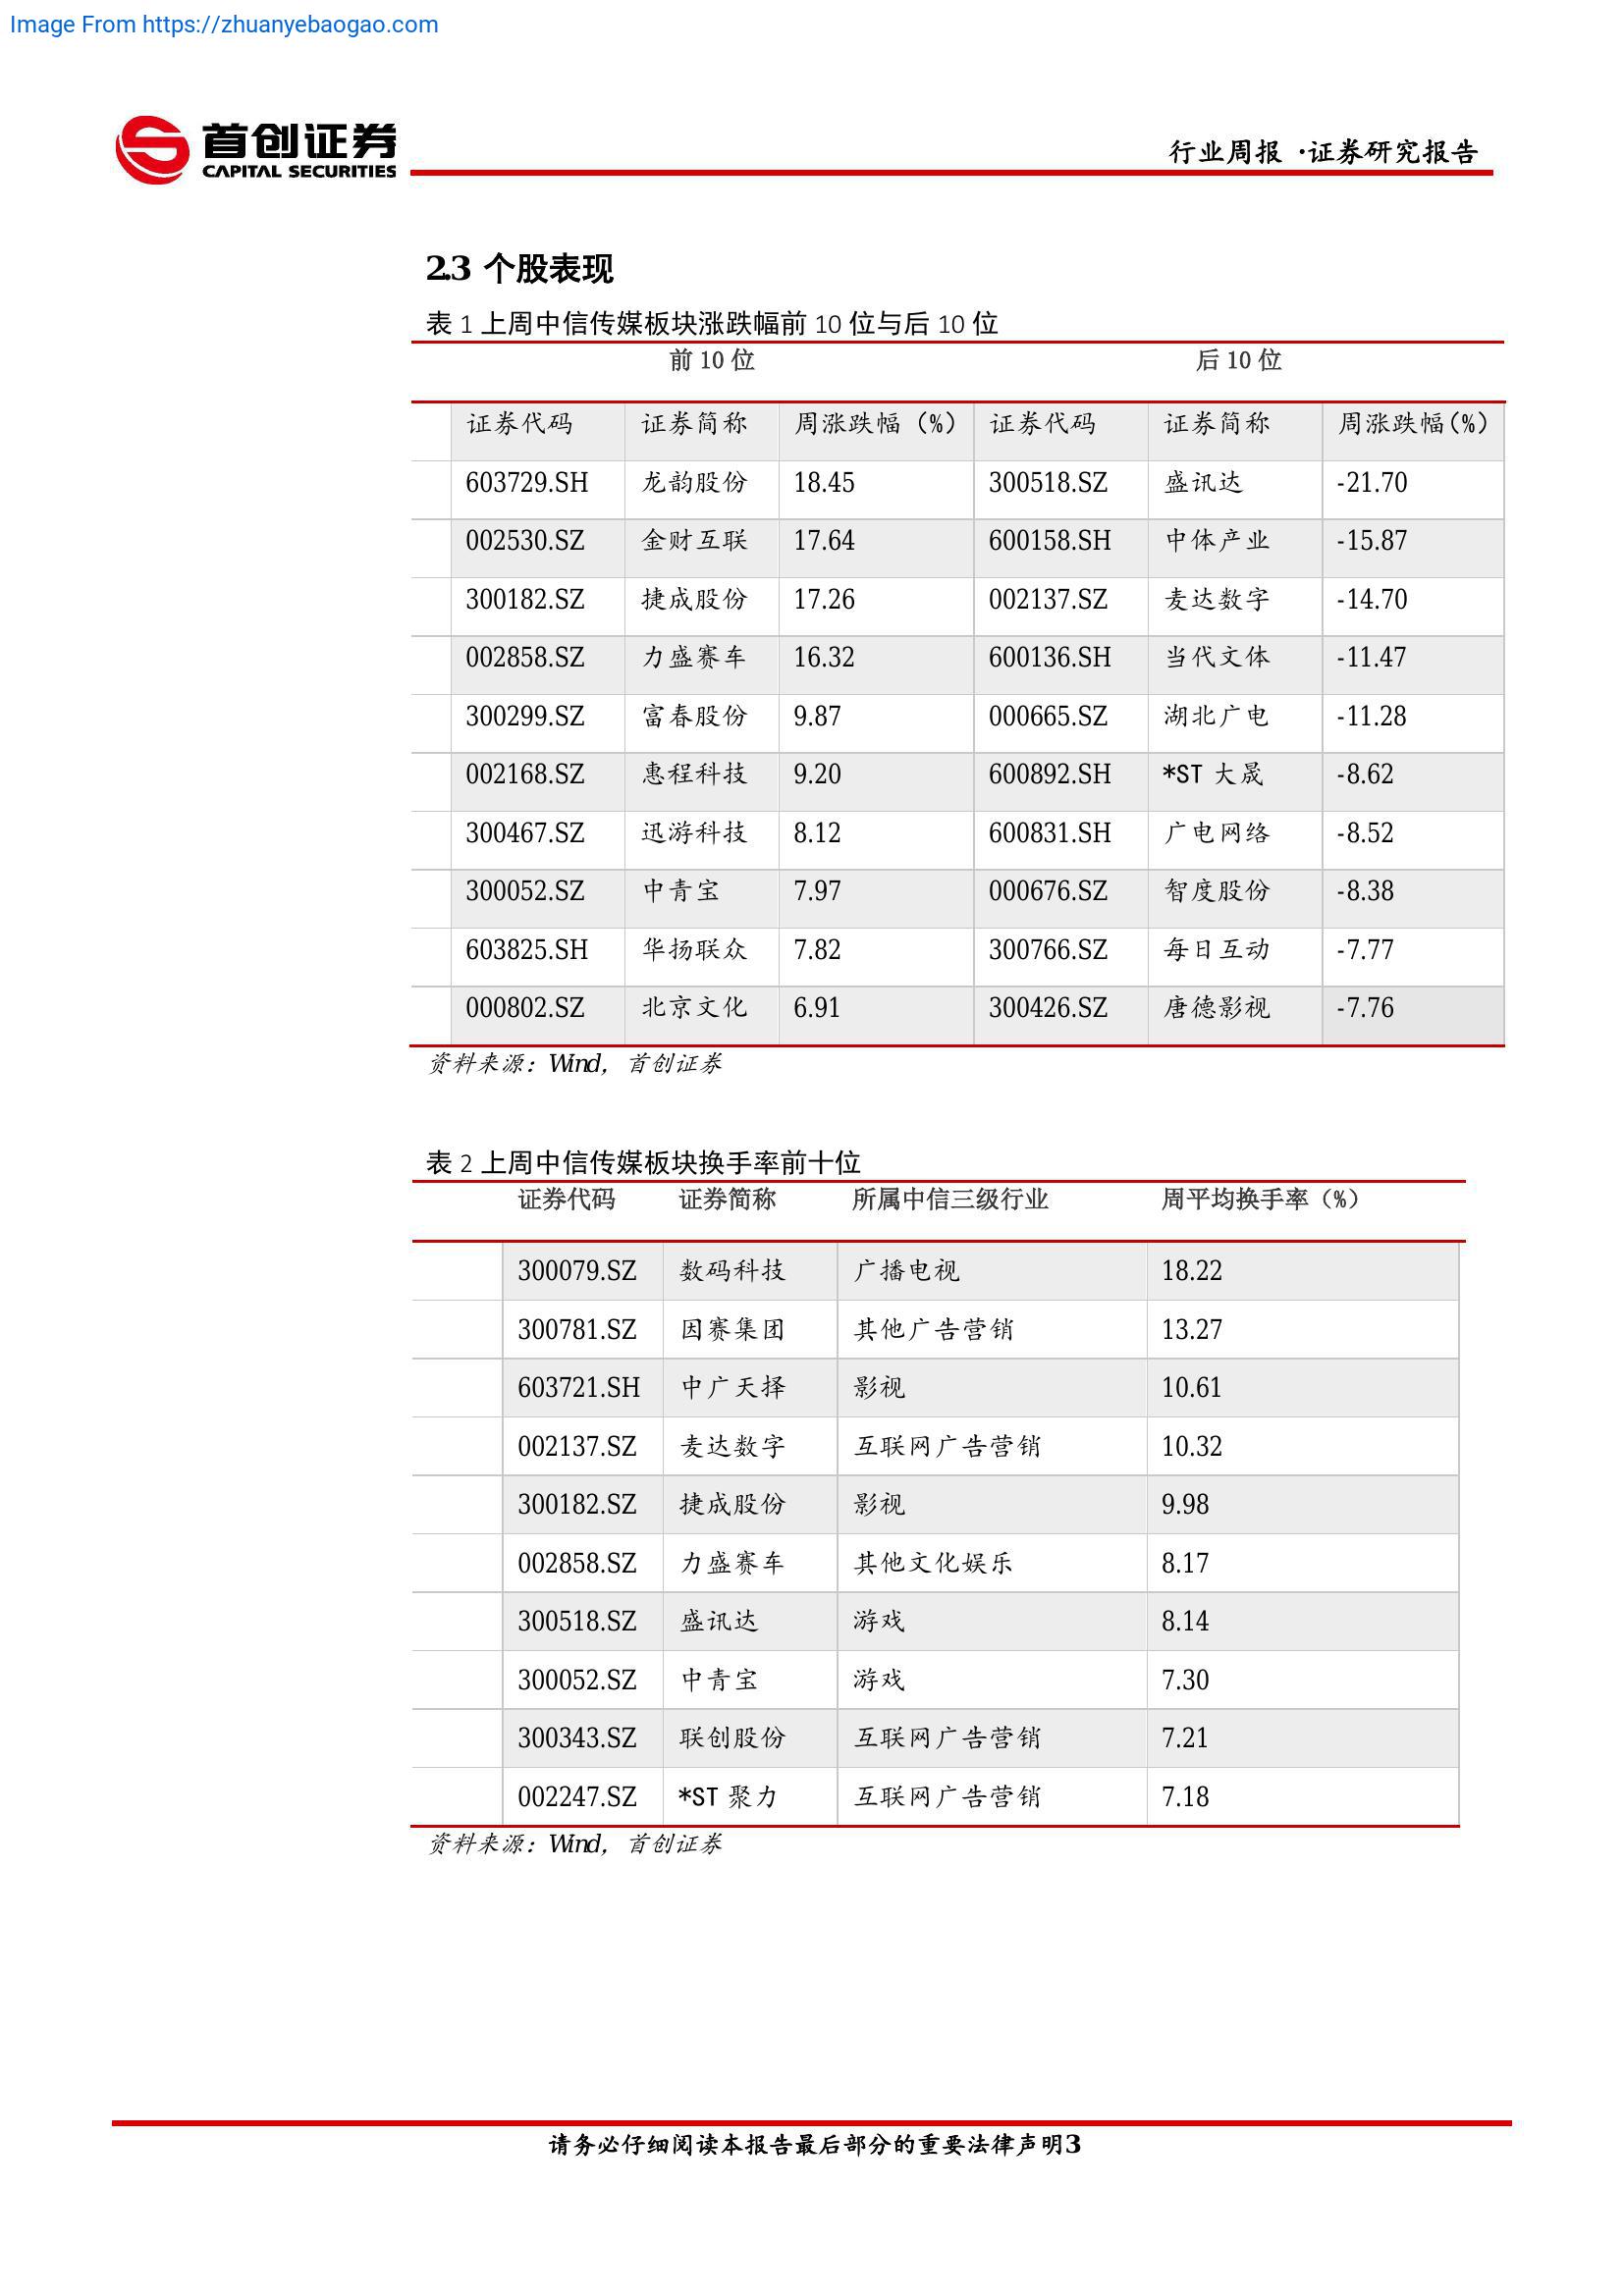 Image From https://zhuanyebaogao.com
首创证券
CAPITAL SECURITIES
行业周报 ·证券研究报告
2.3 个股表现
表 1 上周中信传媒板块涨跌幅前 10 位与后 10 位
前 10 位 后 10 位
证券代码 证券简称 周涨跌幅（%） 证券代码 证券简称 周涨跌幅(%)
603729.SH 龙韵股份 18.45 300518.SZ 盛讯达 -21.70
002530.SZ 金财互联 17.64 600158.SH 中体产业 -15.87
300182.SZ 捷成股份 17.26 002137.SZ 麦达数字 -14.70
002858.SZ 力盛赛车 16.32 600136.SH 当代文体 -11.47
300299.SZ 富春股份 9.87 000665.SZ 湖北广电 -11.28
002168.SZ 惠程科技 9.20 600892.SH *ST 大晟 -8.62
300467.SZ 迅游科技 8.12 600831.SH 广电网络 -8.52
300052.SZ 中青宝 7.97 000676.SZ 智度股份 -8.38
603825.SH 华扬联众 7.82 300766.SZ 每日互动 -7.77
000802.SZ 北京文化 6.91 300426.SZ 唐德影视 -7.76
资料来源：Wind，首创证券
表 2 上周中信传媒板块换手率前十位
证券代码 证券简称 所属中信三级行业 周平均换手率（%）
300079.SZ 数码科技 广播电视 18.22
300781.SZ 因赛集团 其他广告营销 13.27
603721.SH 中广天择 影视 10.61
002137.SZ 麦达数字 互联网广告营销 10.32
300182.SZ 捷成股份 影视 9.98
002858.SZ 力盛赛车 其他文化娱乐 8.17
300518.SZ 盛讯达 游戏 8.14
300052.SZ 中青宝 游戏 7.30
300343.SZ 联创股份 互联网广告营销 7.21
002247.SZ *ST 聚力 互联网广告营销 7.18
资料来源：Wind，首创证券
请务必仔细阅读本报告最后部分的重要法律声明3